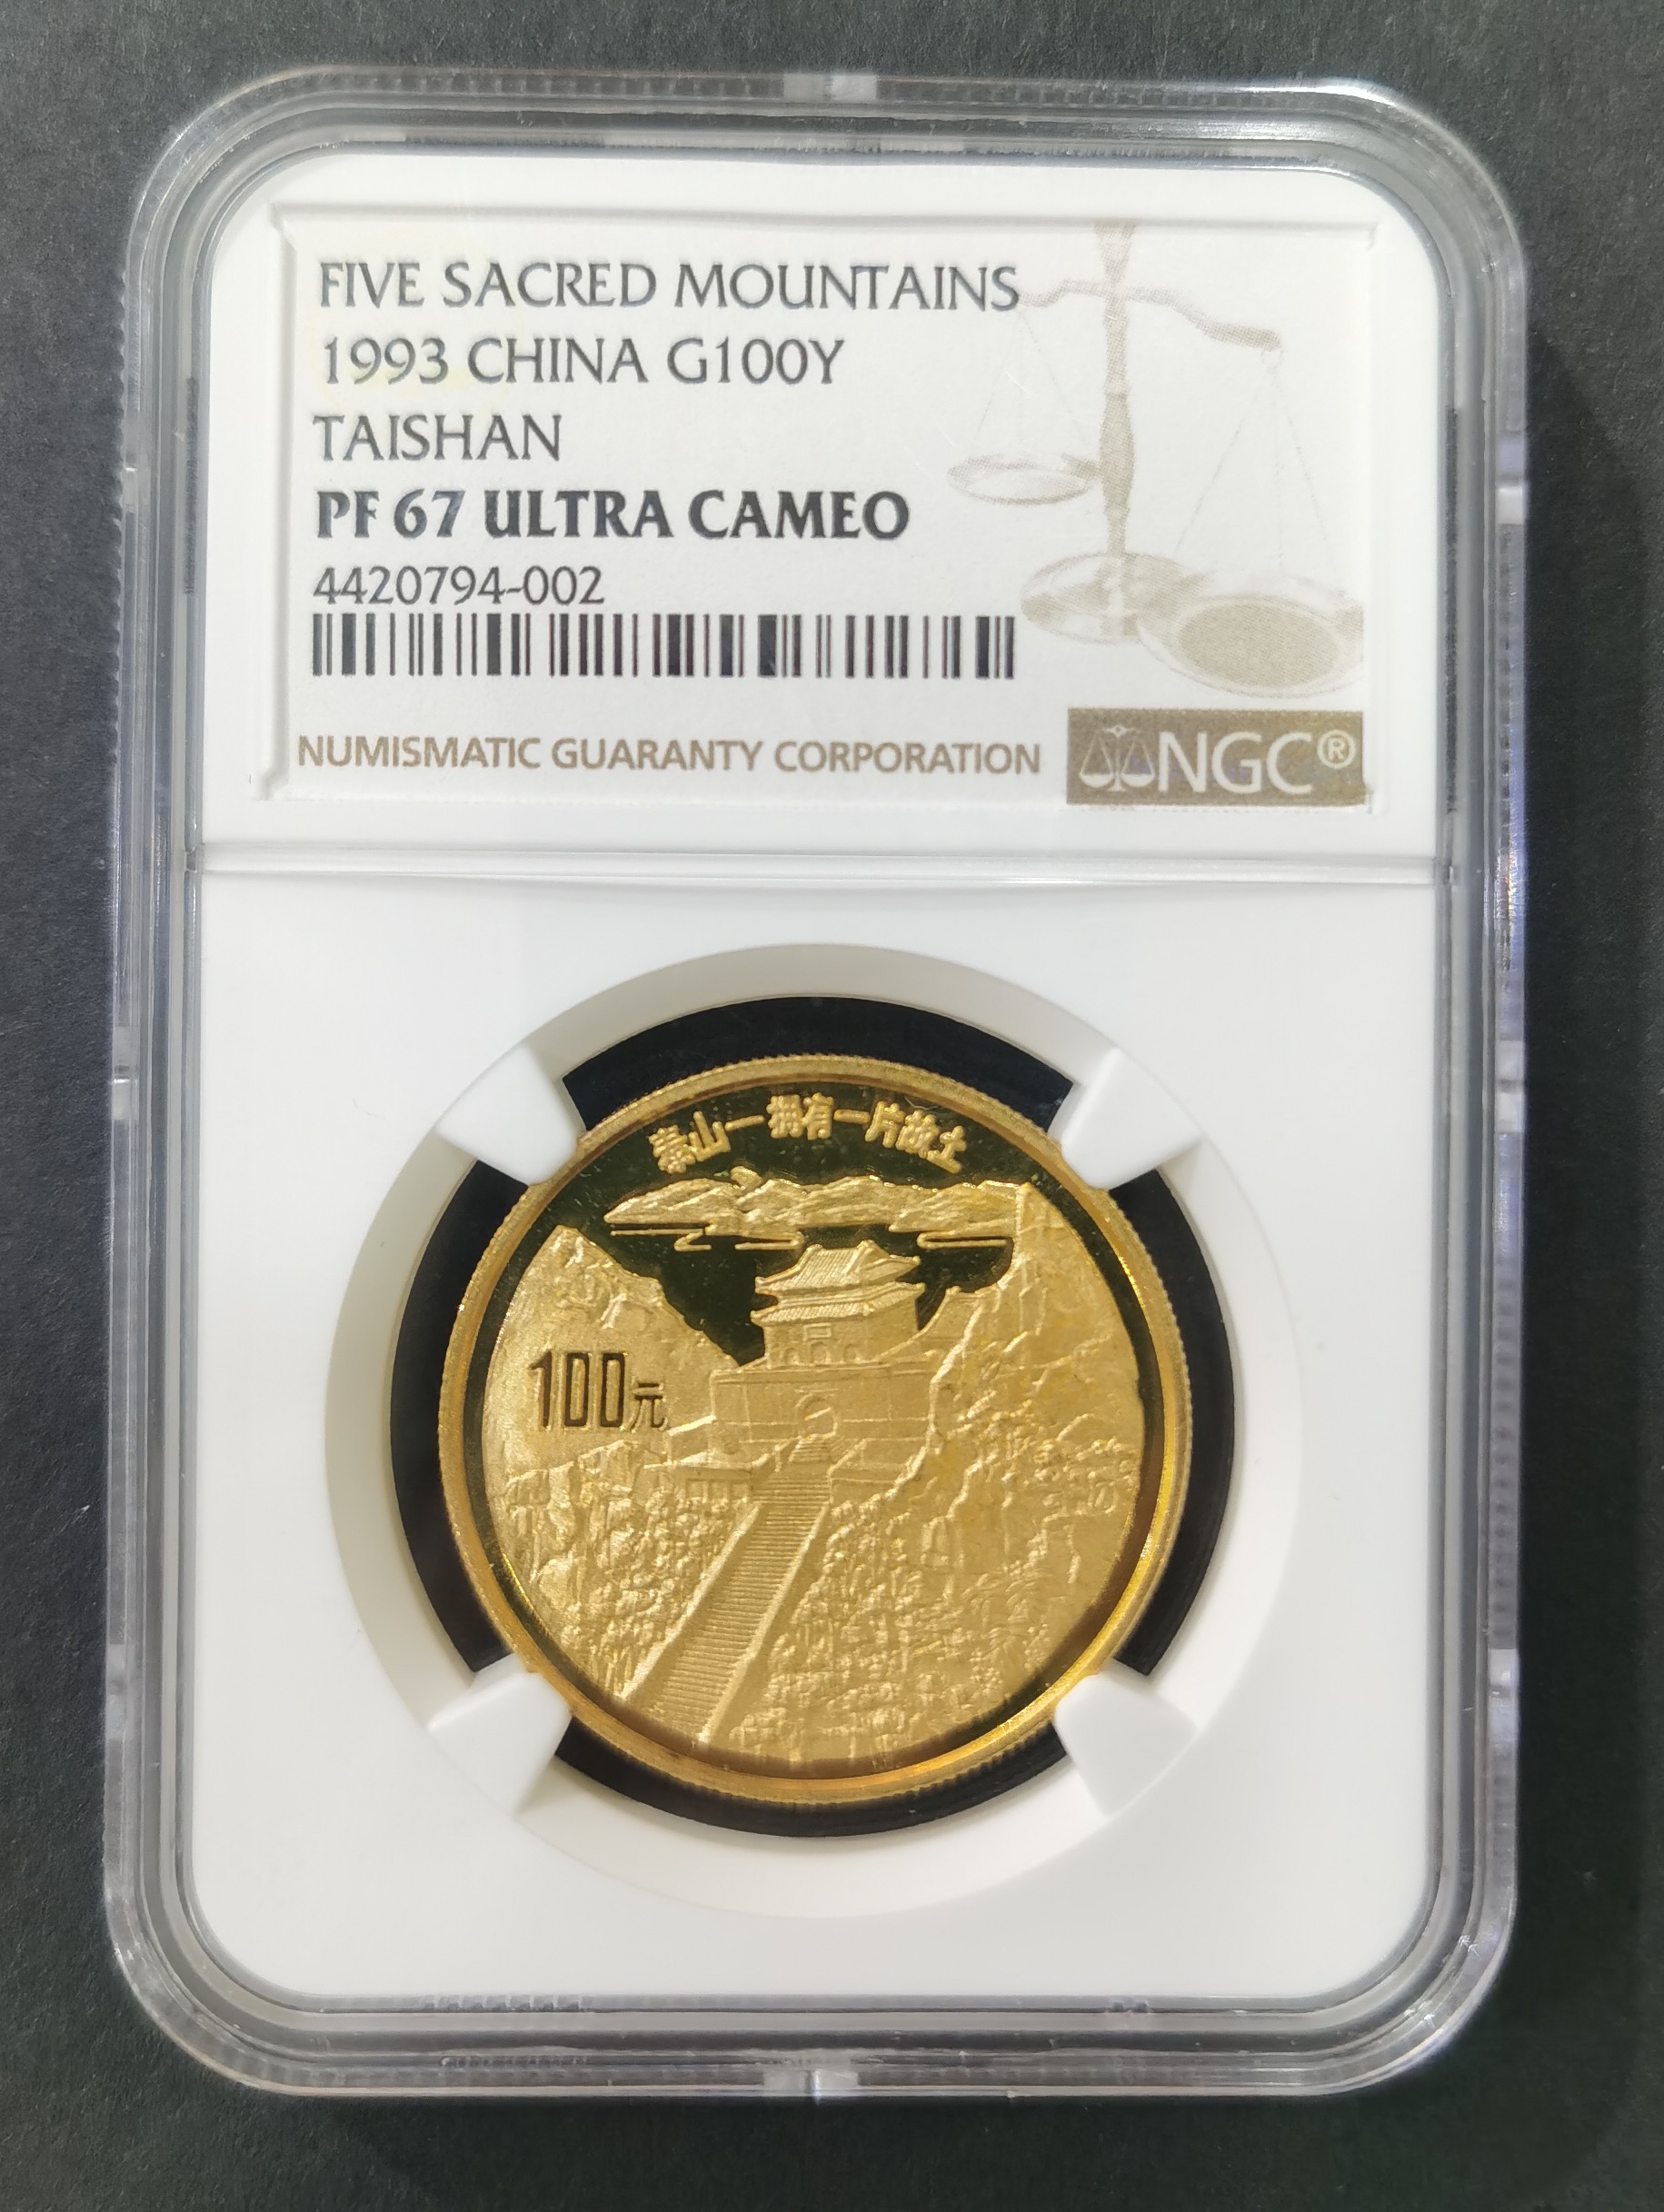 FIVE SACRED MOUNTAINS
1993 CHINA G100Y
TAISHAN
PF 67 ULTRA CAMEO
4420794-002
NUMISMATIC GUARANTY CORPORATION
NGC®
泰山一拥有一片故土
100元